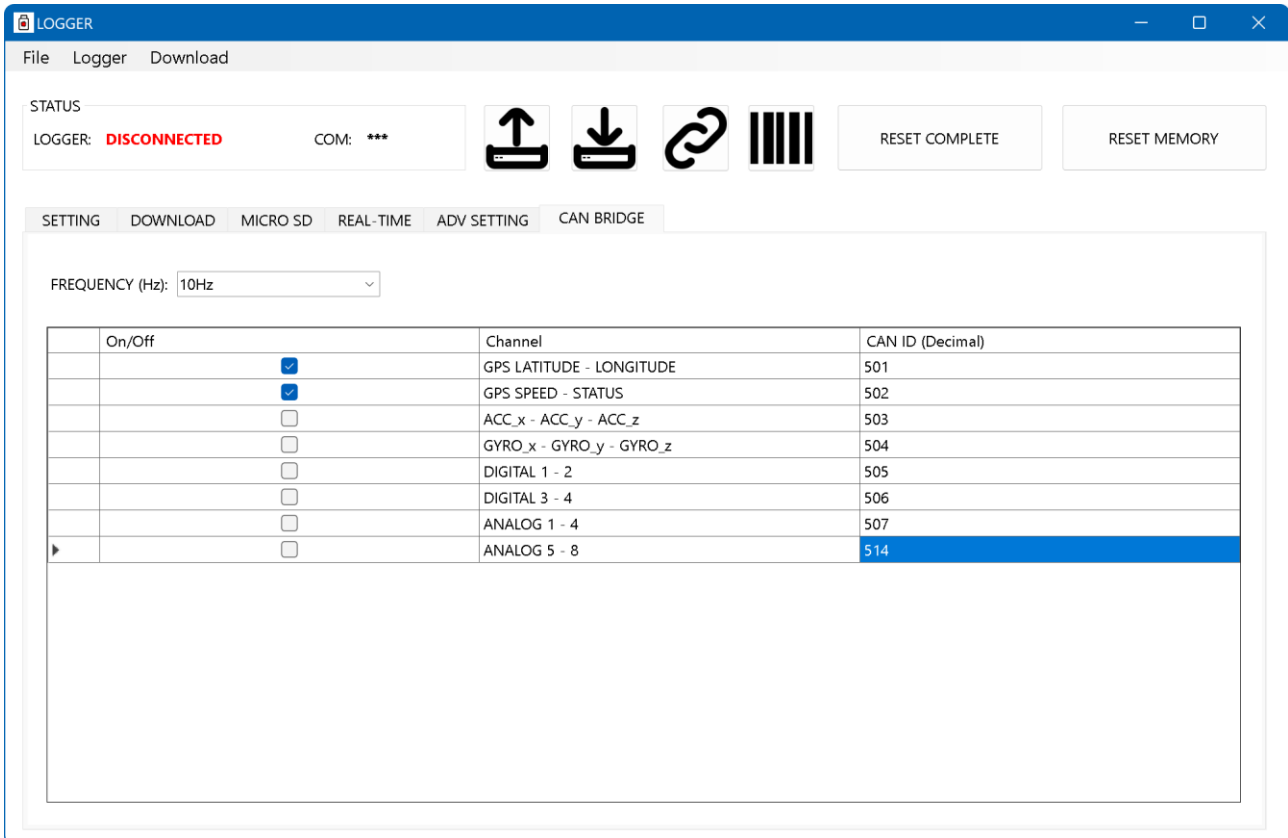 LOGGER
File Logger Download
STATUS
LOGGER: DISCONNECTED COM: ***
RESET COMPLETE
RESET MEMORY
SETTING DOWNLOAD MICRO SD REAL-TIME ADV SETTING CAN BRIDGE
FREQUENCY (Hz): 10Hz
On/Off Channel CAN ID (Decimal)
GPS LATITUDE - LONGITUDE 501
GPS SPEED - STATUS 502
ACC_x - ACC_y - ACC_z 503
GYRO_x - GYRO_y - GYRO_z 504
DIGITAL 1 - 2 505
DIGITAL 3 - 4 506
ANALOG 1 - 4 507
ANALOG 5 - 8 514